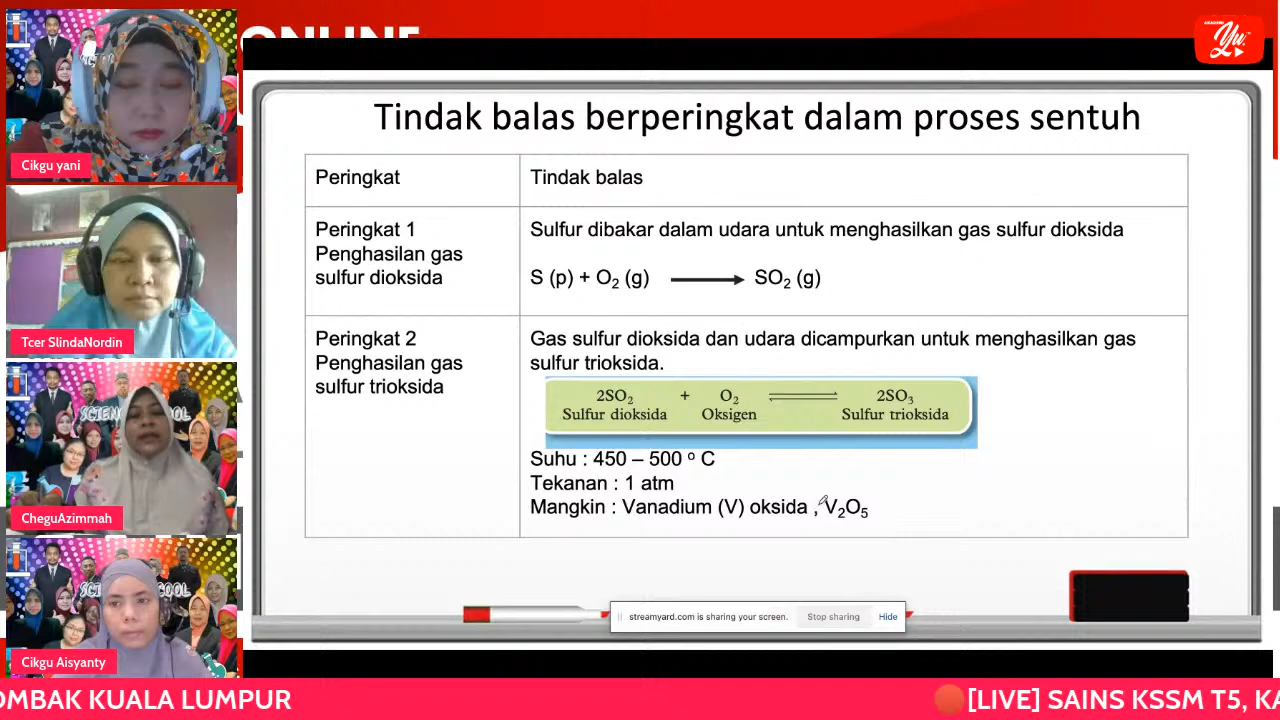 ONLINE
Yu
Cikgu yani
Tcer SlindaNordin
CheguAzimmah
Cikgu Aisyanty
Tindak balas berperingkat dalam proses sentuh
Peringkat
Tindak balas
Peringkat 1
Penghasilan gas
sulfur dioksida
Sulfur dibakar dalam udara untuk menghasilkan gas sulfur dioksida
S (p) + O₂ (g) ⟶ SO₂ (g)
Peringkat 2
Penghasilan gas
sulfur trioksida
Gas sulfur dioksida dan udara dicampurkan untuk menghasilkan gas
sulfur trioksida.
2SO₂ + O₂ ⇌ 2SO₃
Sulfur dioksida Oksigen Sulfur trioksida
Suhu : 450 – 500 ° C
Tekanan : 1 atm
Mangkin : Vanadium (V) oksida , V₂O₅
streamyard.com is sharing your screen. Stop sharing Hide
OMBAK KUALA LUMPUR [LIVE] SAINS KSSM T5, KA